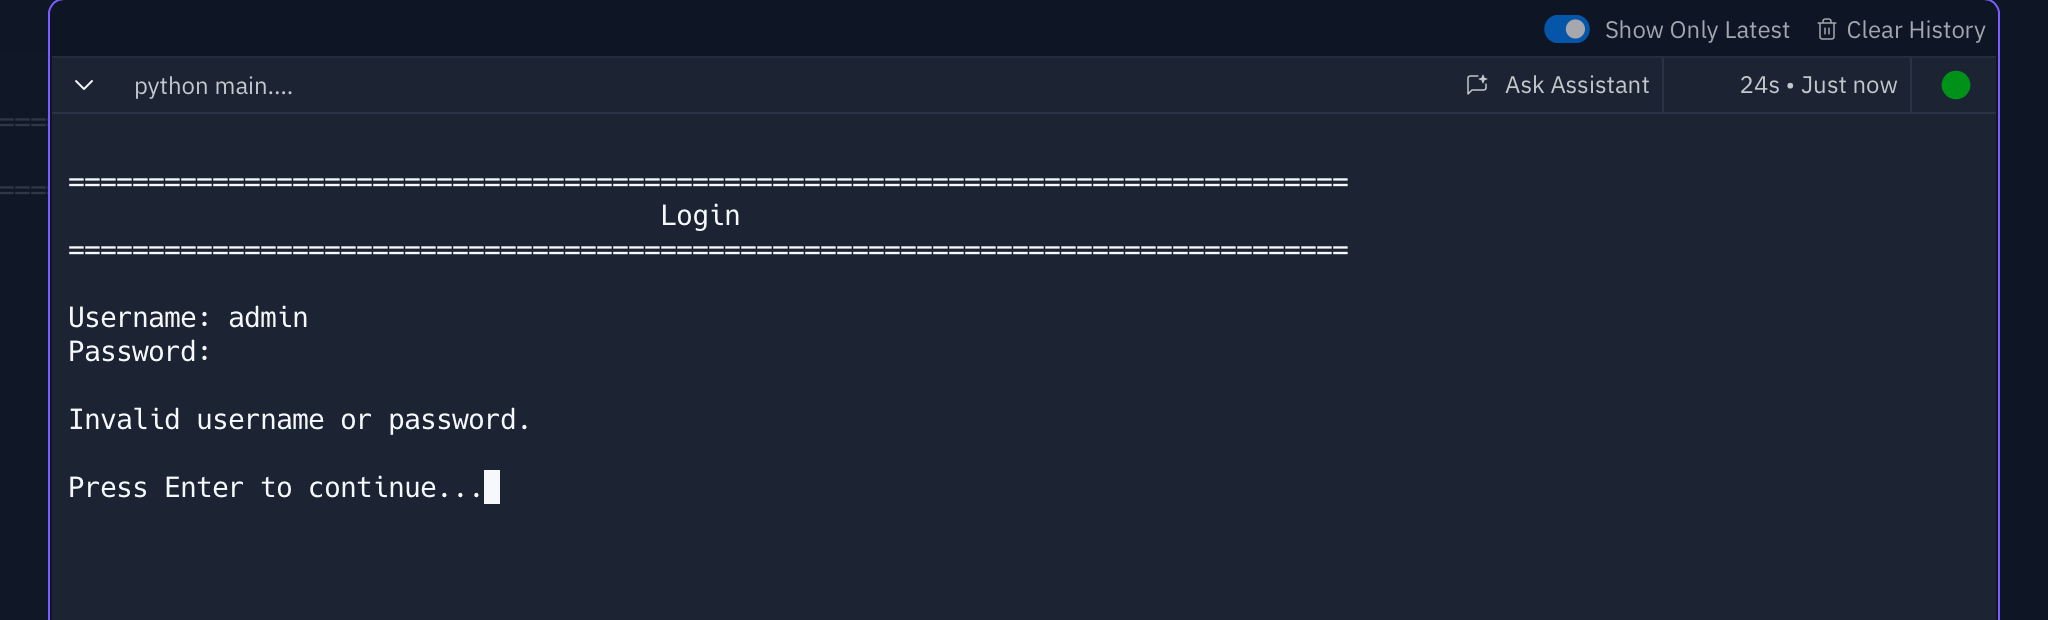 Show Only Latest Clear History
python main.... Ask Assistant 24s • Just now
================================================================================
Login
================================================================================
Username: admin
Password:
Invalid username or password.
Press Enter to continue...